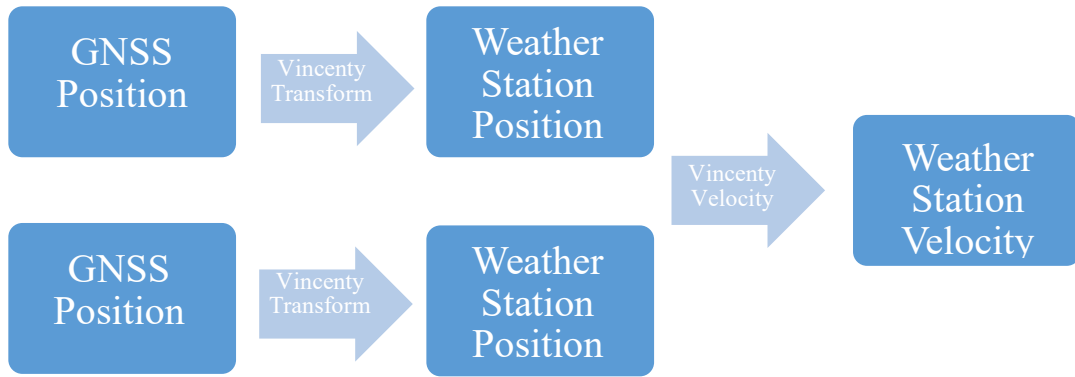 GNSS
Position
Vincenty
Transform
Weather
Station
Position
GNSS
Position
Vincenty
Transform
Weather
Station
Position
Vincenty
Velocity
Weather
Station
Velocity